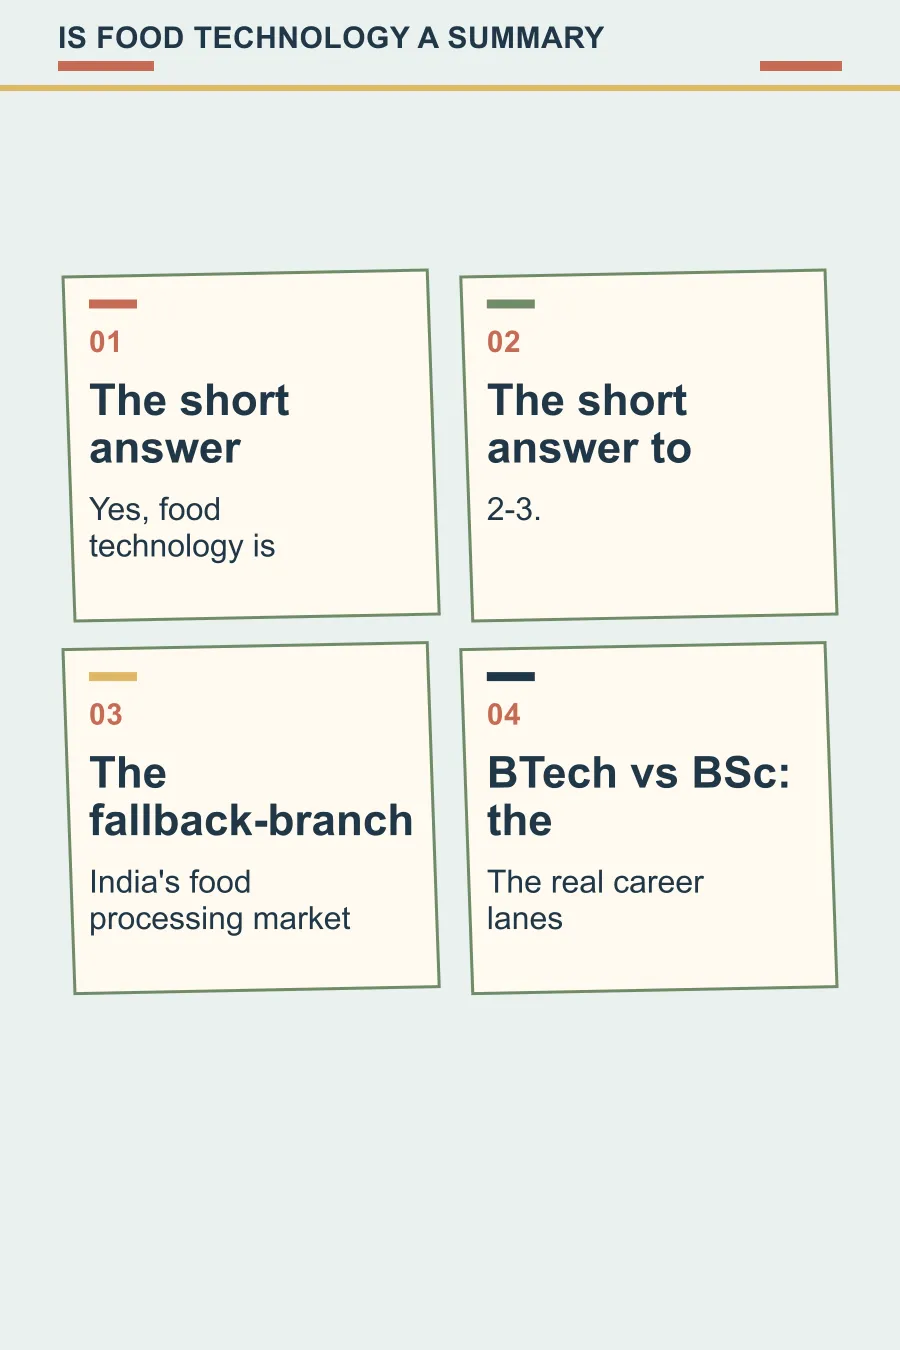 IS FOOD TECHNOLOGY A SUMMARY
01
The short
answer
Yes, food
technology is
02
The short
answer to
2-3.
03
The
fallback-branch
India's food
processing market
04
BTech vs BSc:
the
The real career
lanes